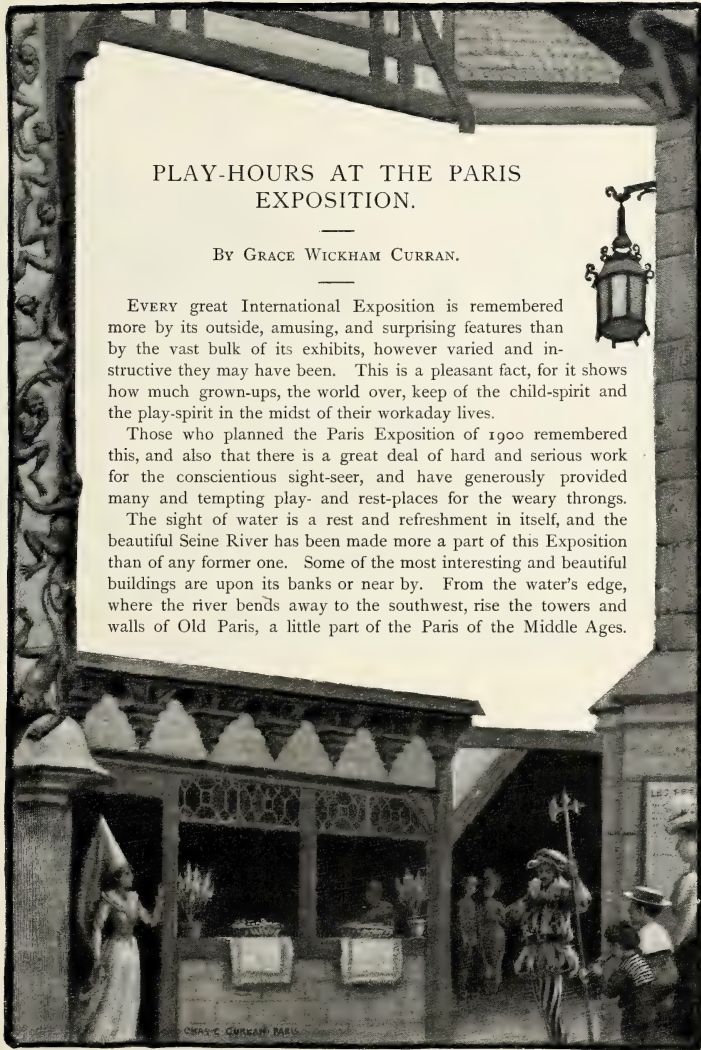 PLAY-HOURS AT THE PARIS
EXPOSITION.
BY GRACE WICKHAM CURRAN.
EVERY great International Exposition is remembered
more by its outside, amusing, and surprising features than
by the vast bulk of its exhibits, however varied and in-
structive they may have been. This is a pleasant fact, for it shows
how much grown-ups, the world over, keep of the child-spirit and
the play-spirit in the midst of their workaday lives.
Those who planned the Paris Exposition of 1900 remembered
this, and also that there is a great deal of hard and serious work
for the conscientious sight-seer, and have generously provided
many and tempting play- and rest-places for the weary throngs.
The sight of water is a rest and refreshment in itself, and the
beautiful Seine River has been made more a part of this Exposition
than of any former one. Some of the most interesting and beautiful
buildings are upon its banks or near by. From the water's edge,
where the river bends away to the southwest, rise the towers and
walls of Old Paris, a little part of the Paris of the Middle Ages.
CHAS C CURRAN PARIS